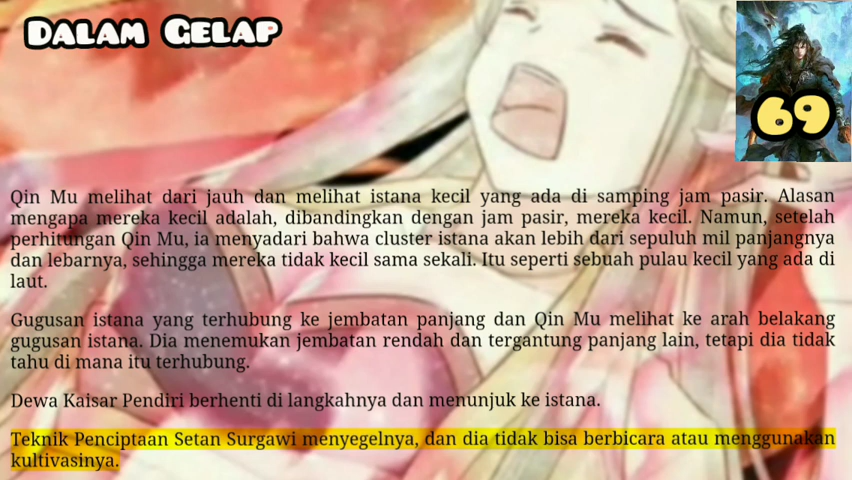 DALAM GELAP
69
Qin Mu melihat dari jauh dan melihat istana kecil yang ada di samping jam pasir. Alasan
mengapa mereka kecil adalah, dibandingkan dengan jam pasir, mereka kecil. Namun, setelah
perhitungan Qin Mu, ia menyadari bahwa cluster istana akan lebih dari sepuluh mil panjangnya
dan lebarnya, sehingga mereka tidak kecil sama sekali. Itu seperti sebuah pulau kecil yang ada di
laut.
Gugusan istana yang terhubung ke jembatan panjang dan Qin Mu melihat ke arah belakang
gugusan istana. Dia menemukan jembatan rendah dan tergantung panjang lain, tetapi dia tidak
tahu di mana itu terhubung.
Dewa Kaisar Pendiri berhenti di langkahnya dan menunjuk ke istana.
Teknik Penciptaan Setan Surgawi menyegelnya, dan dia tidak bisa berbicara atau menggunakan
kultivasinya.